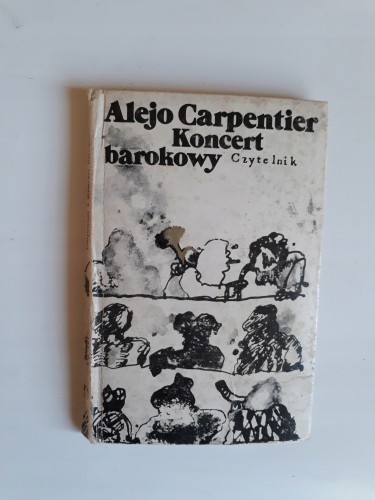 Alejo Carpentier
Koncert
barokowy Czytelnik